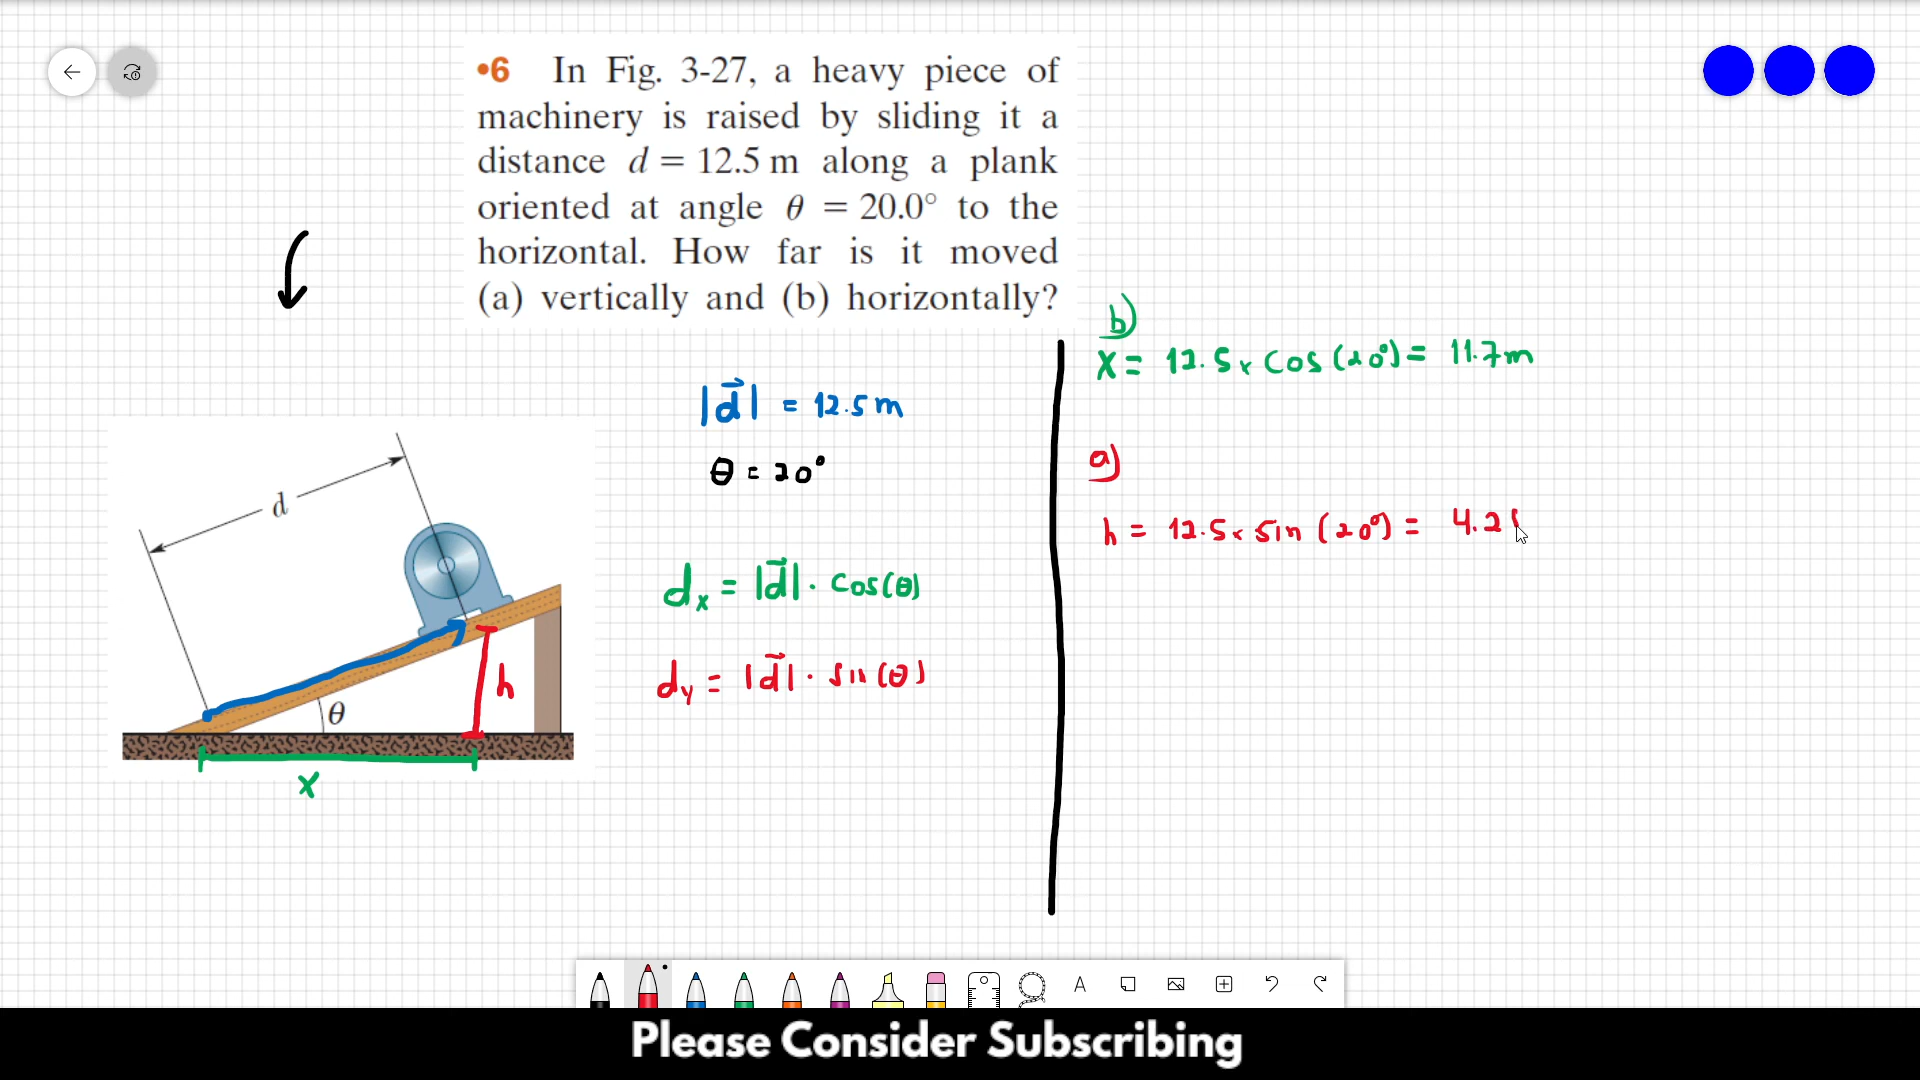 •6 In Fig. 3-27, a heavy piece of
machinery is raised by sliding it a
distance d = 12.5 m along a plank
oriented at angle θ = 20.0° to the
horizontal. How far is it moved
(a) vertically and (b) horizontally?
d
θ
h
x
|d⃗| = 12.5 m
θ = 20°
dx = |d⃗| · cos(θ)
dy = |d⃗| · sin(θ)
b)
x = 12.5 x cos (20°) = 11.7 m
a)
h = 12.5 x sin (20°) = 4.2
A
Please Consider Subscribing